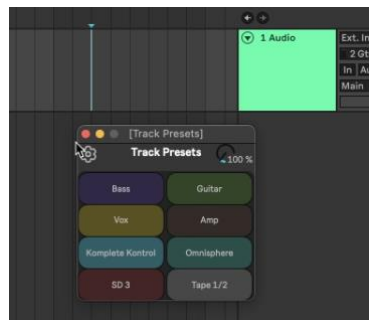 1 Audio
Ext. In
2 Gt
In
Main
[Track Presets]
Track Presets
100 %
Bass
Guitar
Vox
Amp
Komplete Kontrol
Omnisphere
SD 3
Tape 1/2